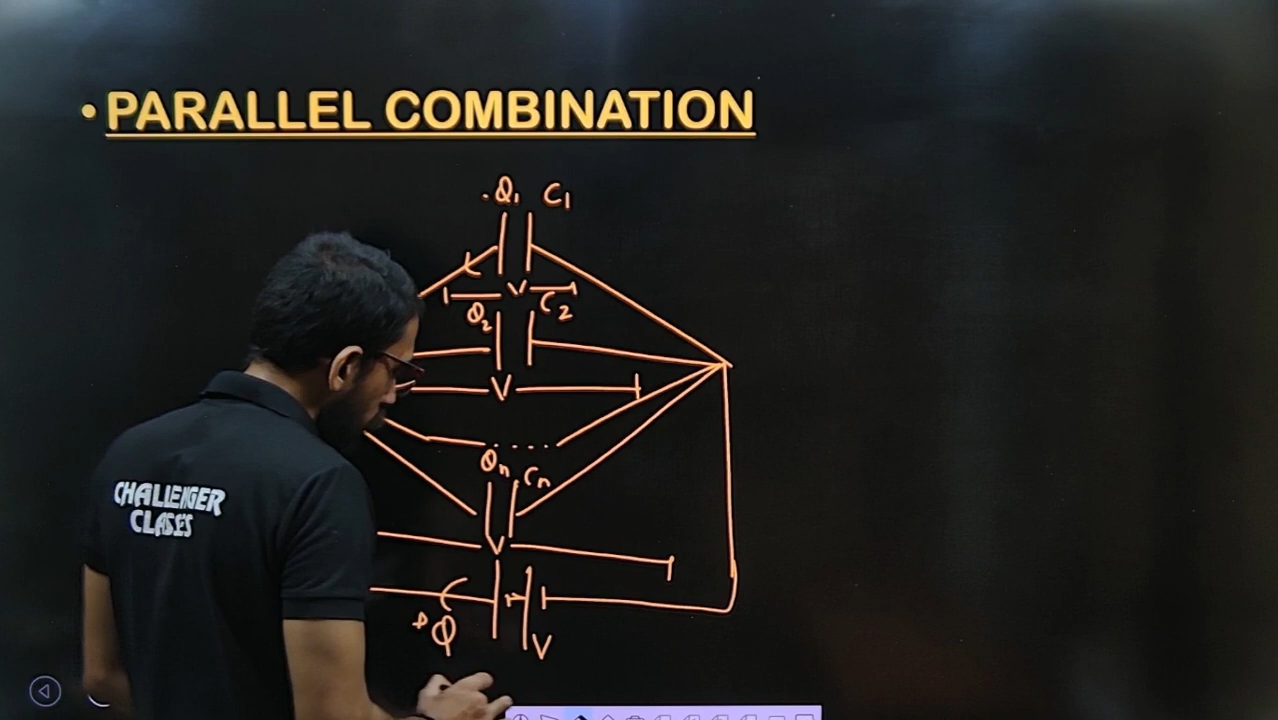 • PARALLEL COMBINATION
Q₁ C₁
V
Q₂ C₂
V
....
Qₙ Cₙ
V
+Q
V
CHALLENGER
CLASSES